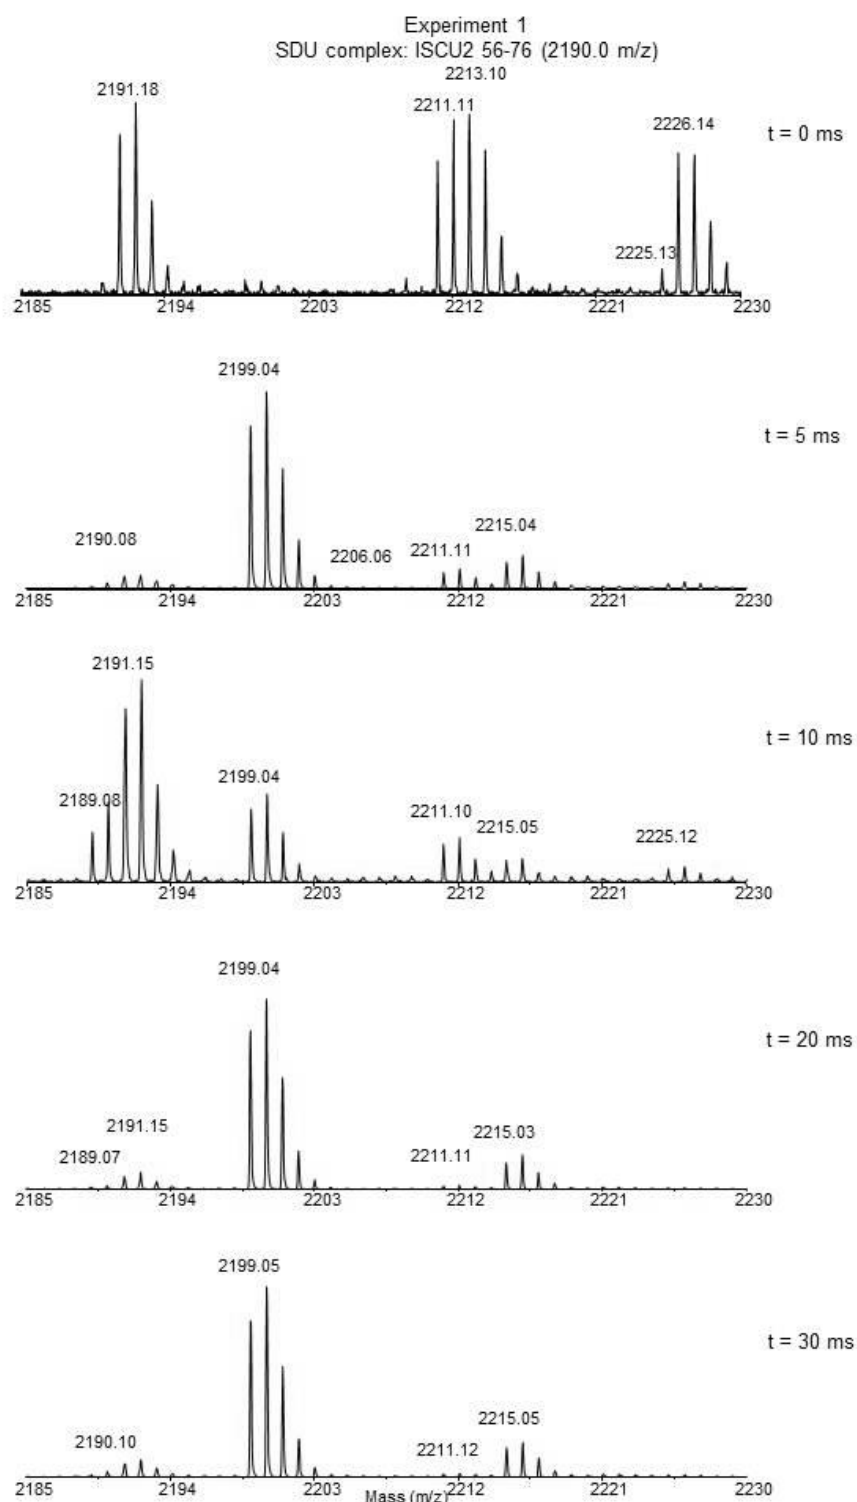 Experiment 1
SDU complex: ISCU2 56-76 (2190.0 m/z)
2213.10
2191.18
2211.11
2226.14
t = 0 ms
2225.13
2185 2194 2203 2212 2221 2230
2199.04
t = 5 ms
2190.08
2206.06
2211.11
2215.04
2185 2194 2203 2212 2221 2230
2191.15
t = 10 ms
2199.04
2189.08
2211.10
2215.05
2225.12
2185 2194 2203 2212 2221 2230
2199.04
t = 20 ms
2191.15
2189.07
2211.11
2215.03
2185 2194 2203 2212 2221 2230
2199.05
t = 30 ms
2190.10
2211.12
2215.05
2185 2194 2203 2212 2221 2230
Mass (m/z)